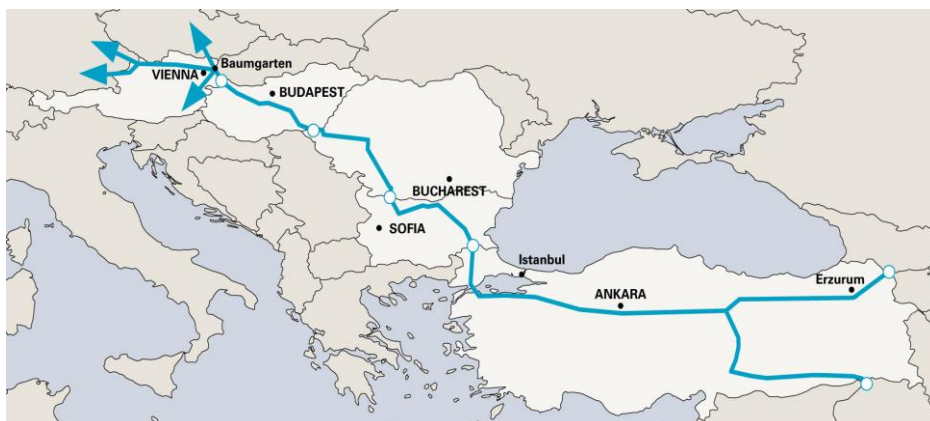 Baumgarten
VIENNA
BUDAPEST
BUCHAREST
SOFIA
Istanbul
Erzurum
ANKARA